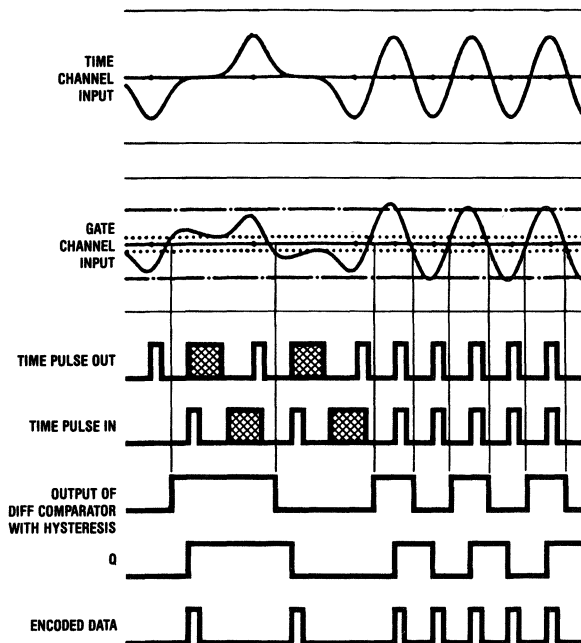 TIME
CHANNEL
INPUT
GATE
CHANNEL
INPUT
TIME PULSE OUT
TIME PULSE IN
OUTPUT OF
DIFF COMPARATOR
WITH HYSTERESIS
Q
ENCODED DATA